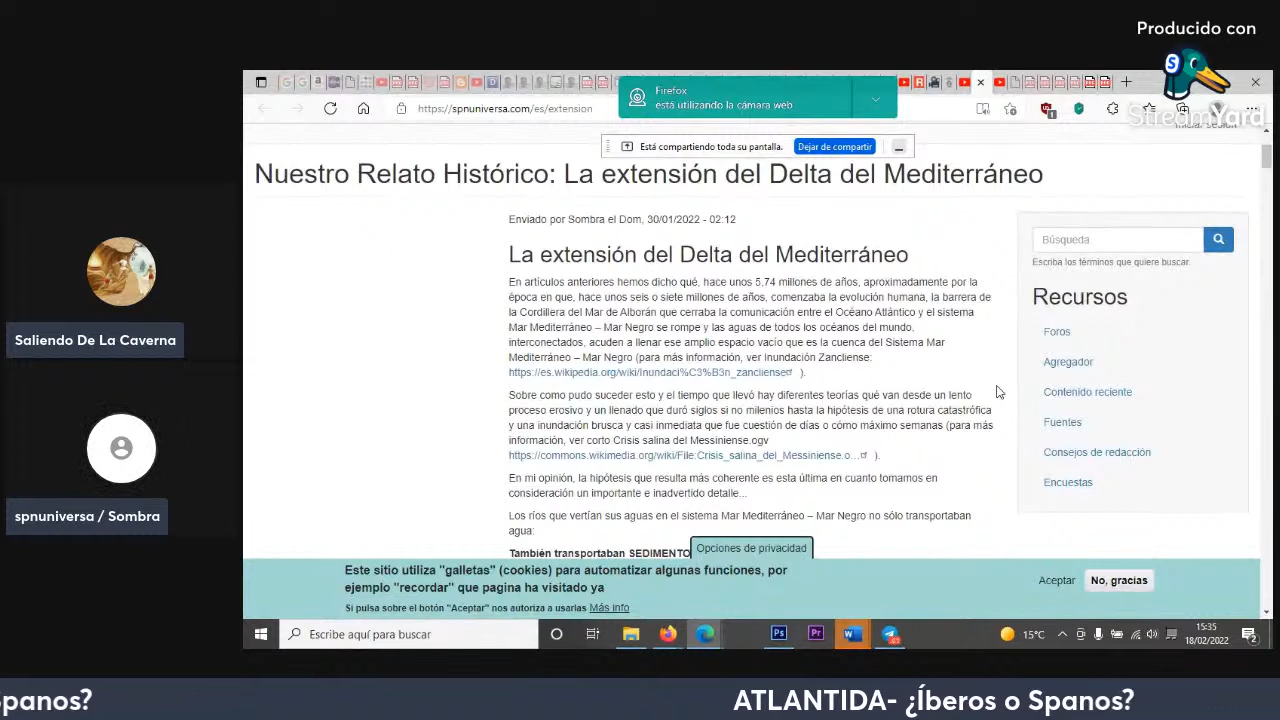 Producido con
StreamYard
Firefox
está utilizando la cámara web
https://spnuniversa.com/es/extension
Está compartiendo toda su pantalla.
Dejar de compartir
Nuestro Relato Histórico: La extensión del Delta del Mediterráneo
Enviado por Sombra el Dom, 30/01/2022 - 02:12
La extensión del Delta del Mediterráneo
En artículos anteriores hemos dicho qué, hace unos 5,74 millones de años, aproximadamente por la
época en que, hace unos seis o siete millones de años, comenzaba la evolución humana, la barrera de
la Cordillera del Mar de Alborán que cerraba la comunicación entre el Océano Atlántico y el sistema
Mar Mediterráneo – Mar Negro se rompe y las aguas de todos los océanos del mundo,
interconectados, acuden a llenar ese amplio espacio vacío que es la cuenca del Sistema Mar
Mediterráneo – Mar Negro (para más información, ver Inundación Zancliense:
https://es.wikipedia.org/wiki/Inundaci%C3%B3n_zancliense ).
Sobre como pudo suceder esto y el tiempo que llevó hay diferentes teorías qué van desde un lento
proceso erosivo y un llenado que duró siglos si no milenios hasta la hipótesis de una rotura catastrófica
y una inundación brusca y casi inmediata que fue cuestión de días o cómo máximo semanas (para más
información, ver corto Crisis salina del Messiniense.ogv
https://commons.wikimedia.org/wiki/File:Crisis_salina_del_Messiniense.o... ).
En mi opinión, la hipótesis que resulta más coherente es esta última en cuanto tomamos en
consideración un importante e inadvertido detalle...
Los ríos que vertían sus aguas en el sistema Mar Mediterráneo – Mar Negro no sólo transportaban
agua:
También transportaban SEDIMENTO
Búsqueda
Escriba los términos que quiere buscar.
Recursos
Foros
Agregador
Contenido reciente
Fuentes
Consejos de redacción
Encuestas
Opciones de privacidad
Este sitio utiliza "galletas" (cookies) para automatizar algunas funciones, por
ejemplo "recordar" que pagina ha visitado ya
Si pulsa sobre el botón "Aceptar" nos autoriza a usarlas Más info
Aceptar
No, gracias
Saliendo De La Caverna
spnuniversa / Sombra
Escribe aquí para buscar
15°C
15:35
18/02/2022
Spanos?
ATLANTIDA- ¿Íberos o Spanos?